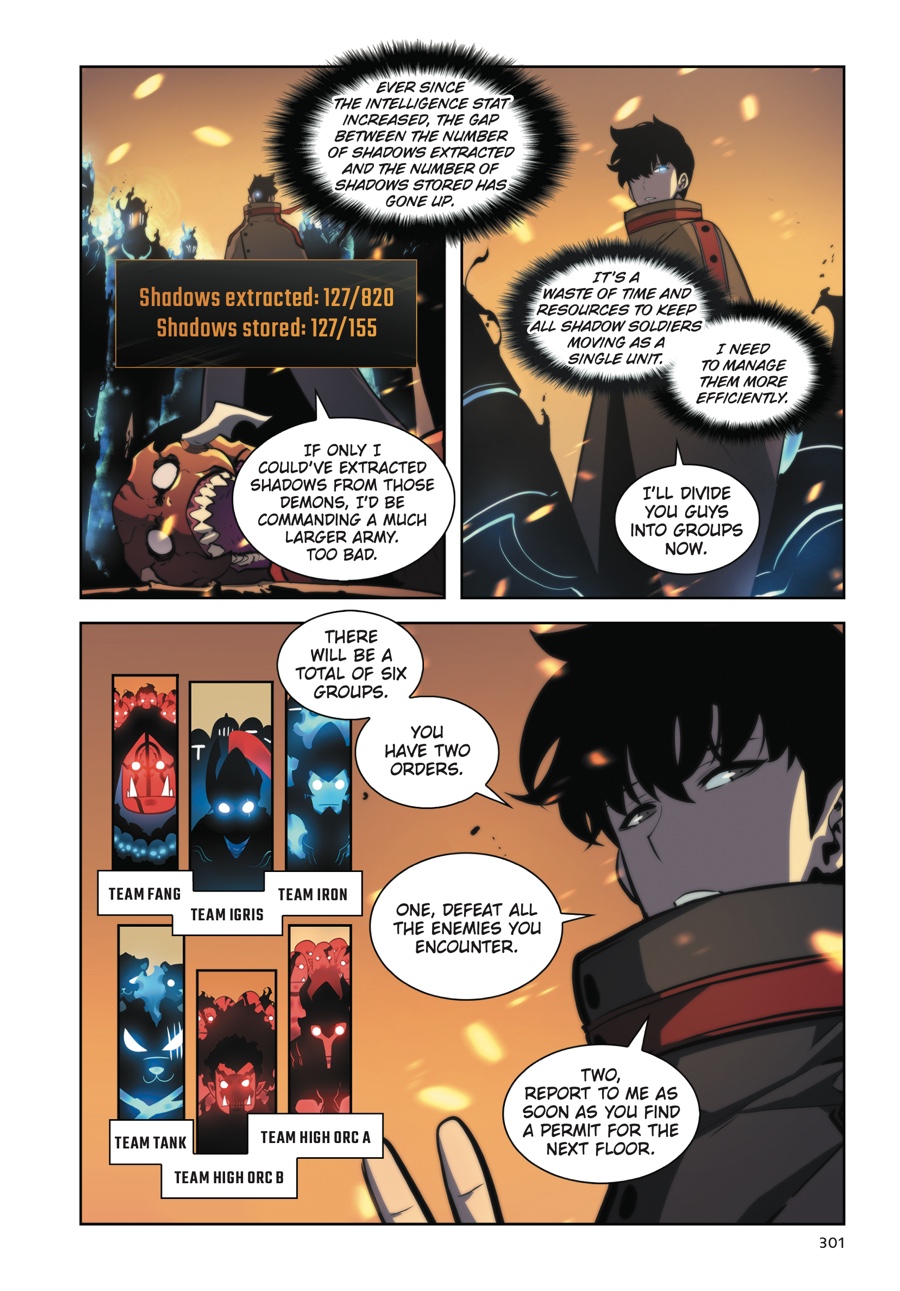 EVER SINCE
THE INTELLIGENCE STAT
INCREASED, THE GAP
BETWEEN THE NUMBER
OF SHADOWS EXTRACTED
AND THE NUMBER OF
SHADOWS STORED HAS
GONE UP.
Shadows extracted: 127/820
Shadows stored: 127/155
IF ONLY I
COULD'VE EXTRACTED
SHADOWS FROM THOSE
DEMONS, I'D BE
COMMANDING A MUCH
LARGER ARMY.
TOO BAD.
IT'S A
WASTE OF TIME AND
RESOURCES TO KEEP
ALL SHADOW SOLDIERS
MOVING AS A
SINGLE UNIT.
I NEED
TO MANAGE
THEM MORE
EFFICIENTLY.
I'LL DIVIDE
YOU GUYS
INTO GROUPS
NOW.
THERE
WILL BE A
TOTAL OF SIX
GROUPS.
YOU
HAVE TWO
ORDERS.
TEAM FANG
TEAM IGRIS
TEAM IRON
TEAM TANK
TEAM HIGH ORC B
TEAM HIGH ORC A
ONE, DEFEAT ALL
THE ENEMIES YOU
ENCOUNTER.
TWO,
REPORT TO ME AS
SOON AS YOU FIND
A PERMIT FOR THE
NEXT FLOOR.
301